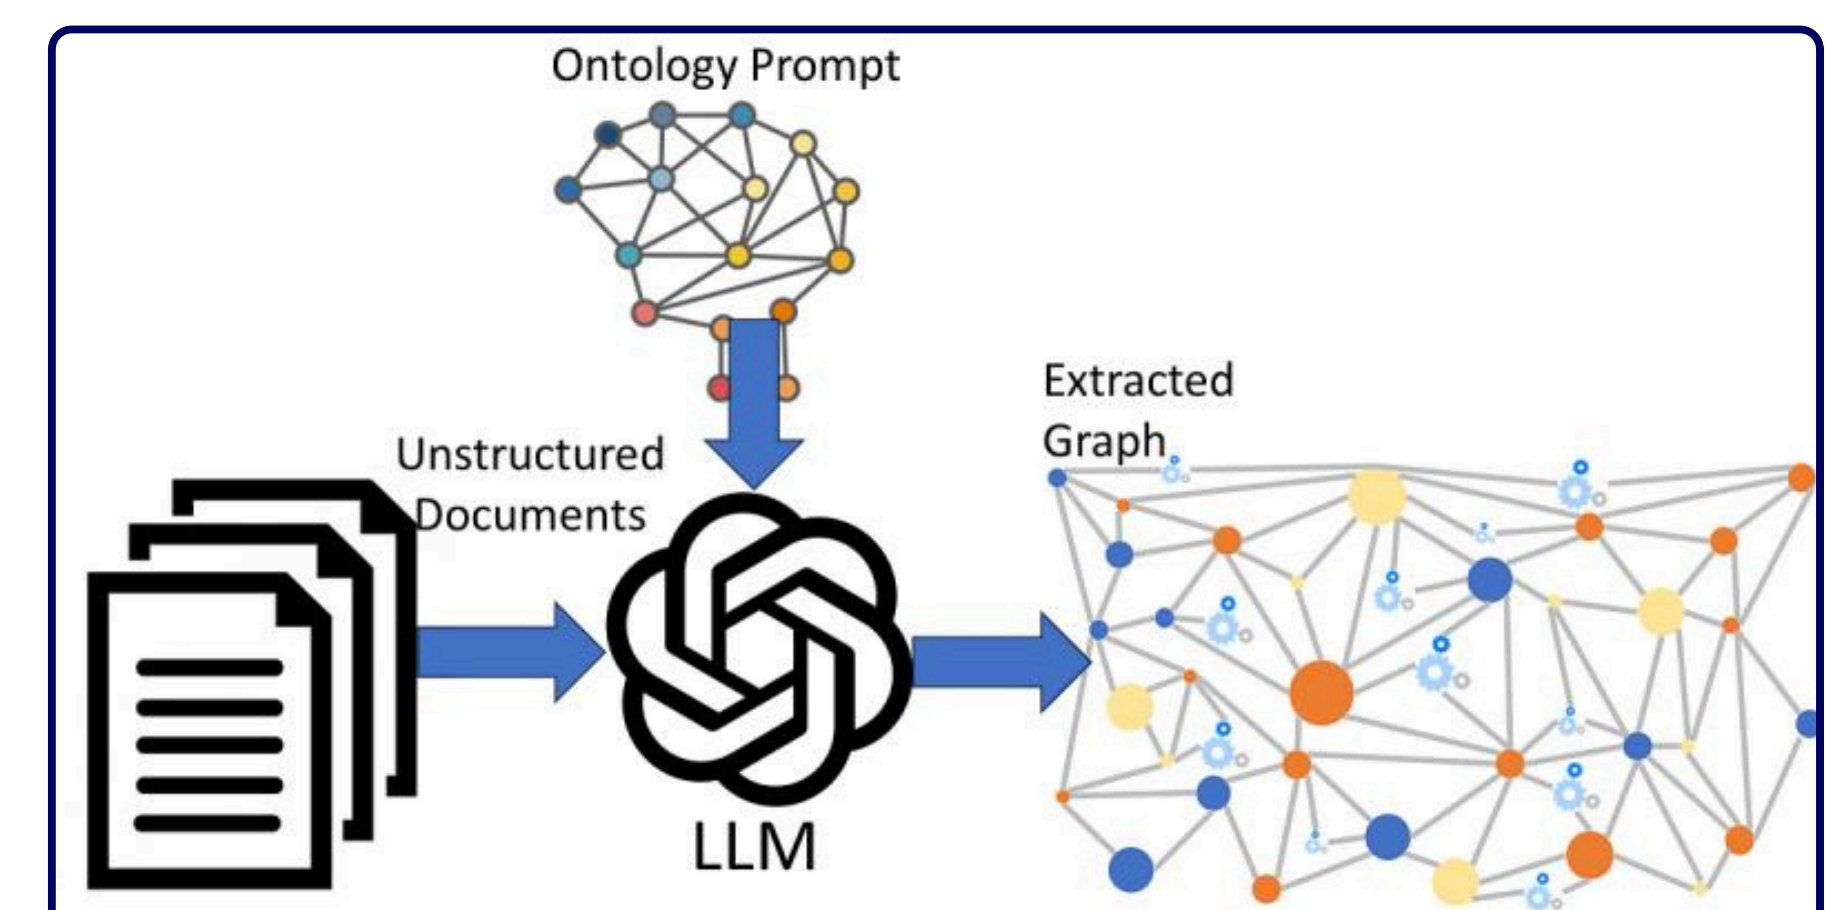 Ontology Prompt
Unstructured
Documents
LLM
Extracted
Graph